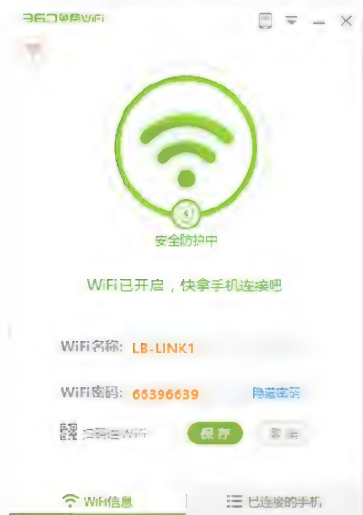 360免费WiFi
安全防护中
WiFi已开启，快拿手机连接吧
WiFi名称: LB-LINK1
WiFi密码: 66396639 隐藏密码
扫码连WiFi 保存 取消
WiFi信息 已连接的手机